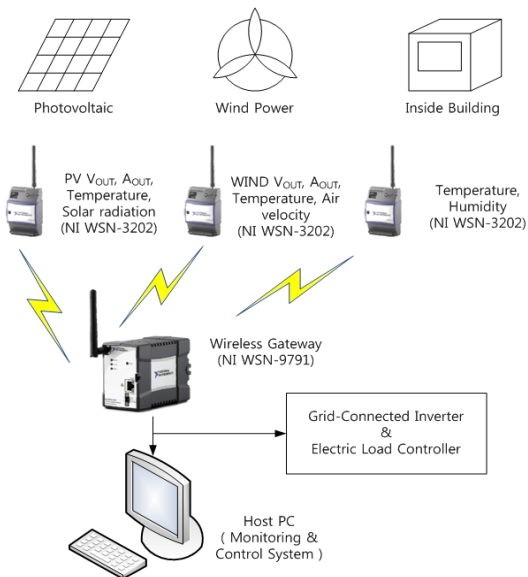 Photovoltaic
Wind Power
Inside Building
PV VOUT, AOUT,
Temperature,
Solar radiation
(NI WSN-3202)
WIND VOUT, AOUT,
Temperature, Air
velocity
(NI WSN-3202)
Temperature,
Humidity
(NI WSN-3202)
Wireless Gateway
(NI WSN-9791)
Grid-Connected Inverter
&
Electric Load Controller
Host PC
( Monitoring &
Control System )